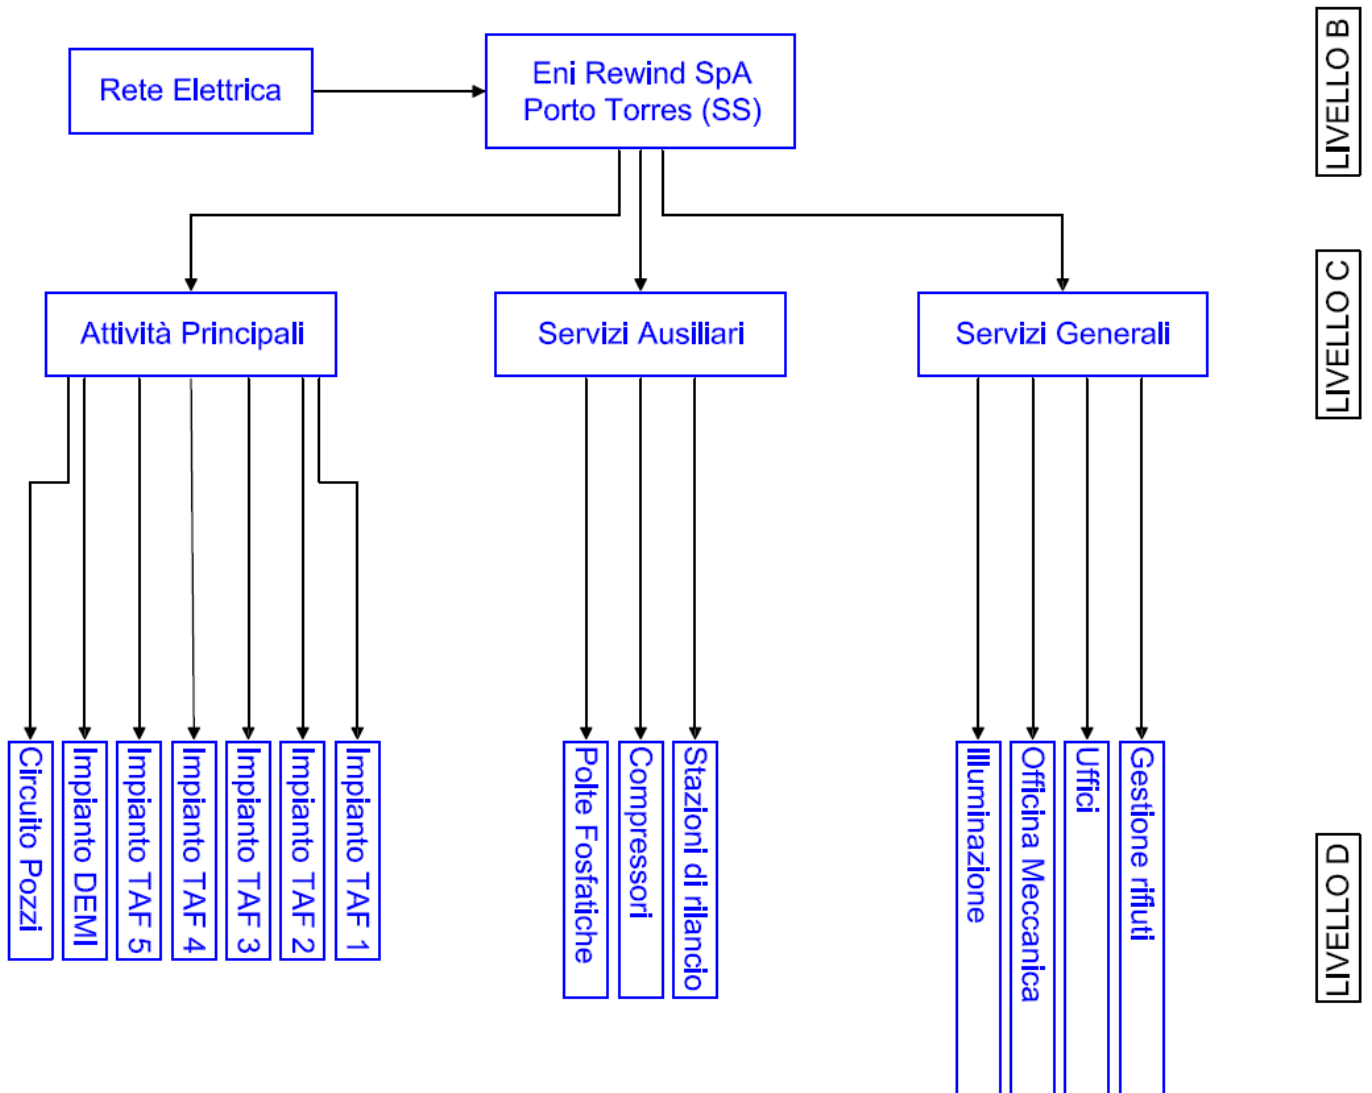 Rete Elettrica
Eni Rewind SpA
Porto Torres (SS)
LIVELLO B
Attività Principali
Servizi Ausiliari
Servizi Generali
LIVELLO C
Circuito Pozzi
Impianto DEMI
Impianto TAF 5
Impianto TAF 4
Impianto TAF 3
Impianto TAF 2
Impianto TAF 1
Polte Fosfatiche
Compressori
Stazioni di rilancio
Illuminazione
Officina Meccanica
Uffici
Gestione rifiuti
LIVELLO D